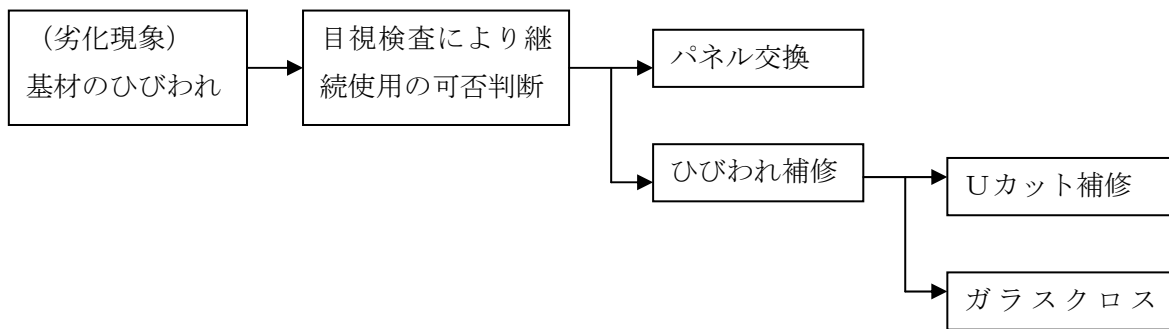 （劣化現象）
基材のひびわれ
目視検査により継
続使用の可否判断
パネル交換
ひびわれ補修
Ｕカット補修
ガラスクロス